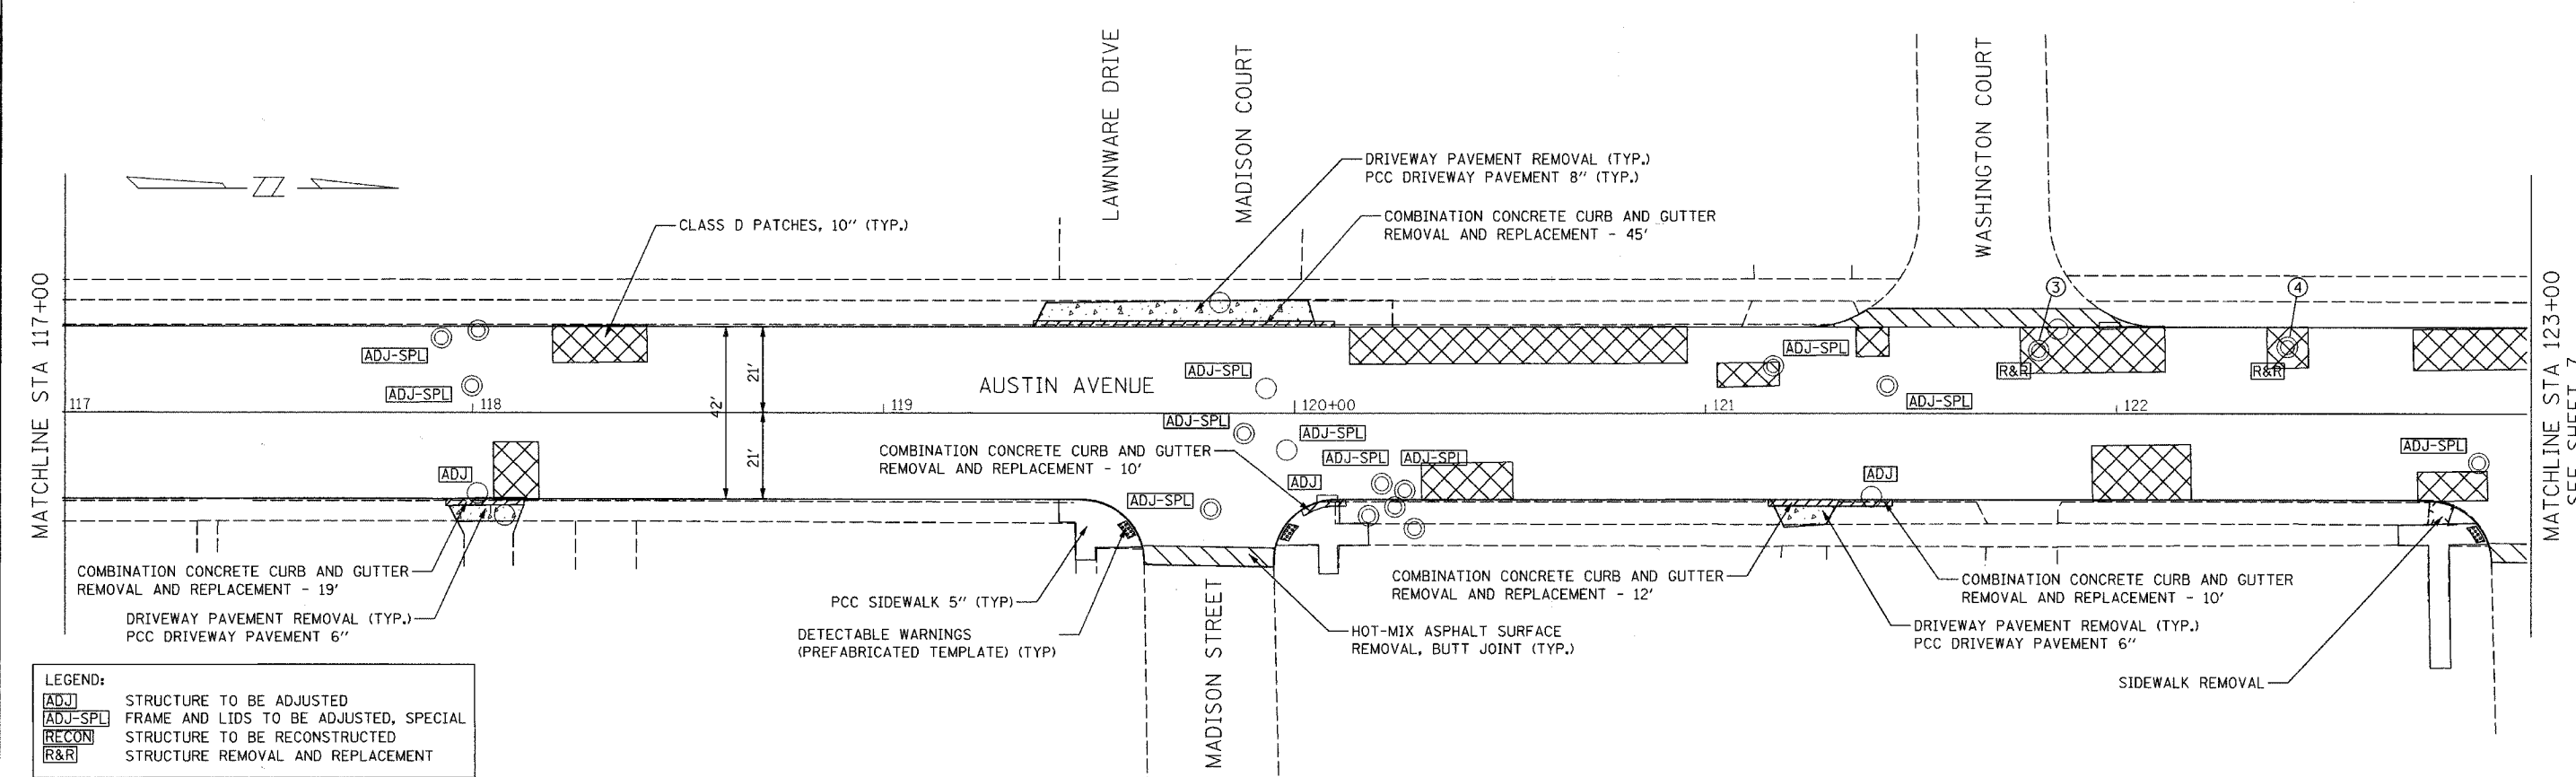 LAWNWARE DRIVE
MADISON COURT
WASHINGTON COURT
DRIVEWAY PAVEMENT REMOVAL (TYP.)
PCC DRIVEWAY PAVEMENT 8" (TYP.)
COMBINATION CONCRETE CURB AND GUTTER
REMOVAL AND REPLACEMENT - 45'
CLASS D PATCHES, 10" (TYP.)
MATCHLINE STA 117+00
3
4
ADJ-SPL
ADJ-SPL
ADJ-SPL
ADJ-SPL
R&R
R&R
ADJ-SPL
AUSTIN AVENUE
21'
42'
21'
117
118
119
120+00
121
122
ADJ-SPL
ADJ-SPL
ADJ-SPL
ADJ-SPL
ADJ-SPL
ADJ
ADJ
ADJ
ADJ-SPL
ADJ-SPL
COMBINATION CONCRETE CURB AND GUTTER
REMOVAL AND REPLACEMENT - 10'
COMBINATION CONCRETE CURB AND GUTTER
REMOVAL AND REPLACEMENT - 19'
DRIVEWAY PAVEMENT REMOVAL (TYP.)
PCC DRIVEWAY PAVEMENT 6"
PCC SIDEWALK 5" (TYP)
DETECTABLE WARNINGS
(PREFABRICATED TEMPLATE) (TYP)
MADISON STREET
HOT-MIX ASPHALT SURFACE
REMOVAL, BUTT JOINT (TYP.)
COMBINATION CONCRETE CURB AND GUTTER
REMOVAL AND REPLACEMENT - 12'
COMBINATION CONCRETE CURB AND GUTTER
REMOVAL AND REPLACEMENT - 10'
DRIVEWAY PAVEMENT REMOVAL (TYP.)
PCC DRIVEWAY PAVEMENT 6"
SIDEWALK REMOVAL
MATCHLINE STA 123+00
SEE SHEET 7
LEGEND:
ADJ STRUCTURE TO BE ADJUSTED
ADJ-SPL FRAME AND LIDS TO BE ADJUSTED, SPECIAL
RECON STRUCTURE TO BE RECONSTRUCTED
R&R STRUCTURE REMOVAL AND REPLACEMENT